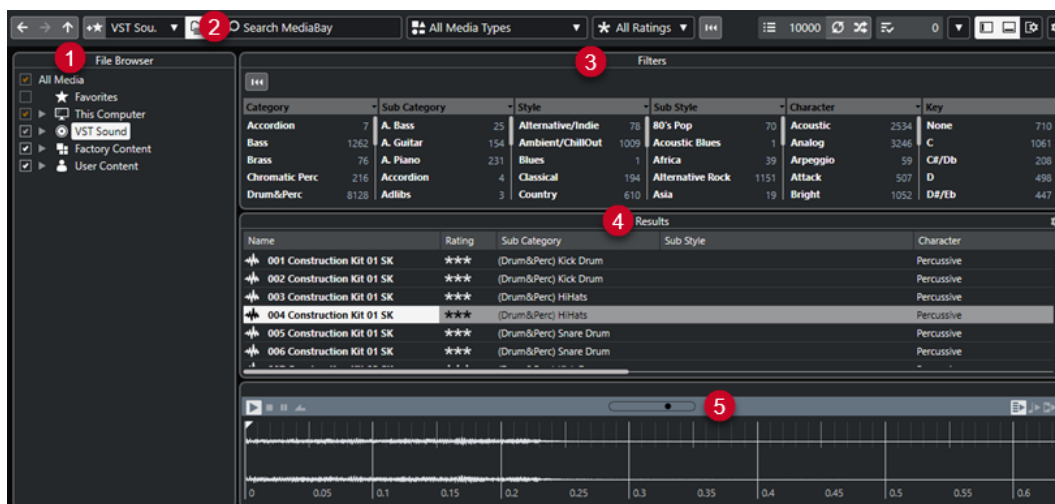 VST Sou. 2 Search MediaBay All Media Types All Ratings 10000 0
1 File Browser
All Media
Favorites
This Computer
VST Sound
Factory Content
User Content
3 Filters
Category Sub Category Style Sub Style Character Key
Accordion 7 A. Bass 25 Alternative/Indie 78 80's Pop 70 Acoustic 2534 None 710
Bass 1262 A. Guitar 154 Ambient/ChillOut 1009 Acoustic Blues 1 Analog 3246 C 1061
Brass 76 A. Piano 231 Blues 1 Africa 39 Arpeggio 59 C#/Db 208
Chromatic Perc 216 Accordion 4 Classical 194 Alternative Rock 1151 Attack 507 D 498
Drum&Perc 8128 Adlibs 3 Country 610 Asia 19 Bright 1052 D#/Eb 447
4 Results
Name Rating Sub Category Sub Style Character
001 Construction Kit 01 SK *** (Drum&Perc) Kick Drum Percussive
002 Construction Kit 01 SK *** (Drum&Perc) Kick Drum Percussive
003 Construction Kit 01 SK *** (Drum&Perc) HiHats Percussive
004 Construction Kit 01 SK *** (Drum&Perc) HiHats Percussive
005 Construction Kit 01 SK *** (Drum&Perc) Snare Drum Percussive
006 Construction Kit 01 SK *** (Drum&Perc) Snare Drum Percussive
5
0 0.05 0.1 0.15 0.2 0.25 0.3 0.35 0.4 0.45 0.5 0.55 0.6